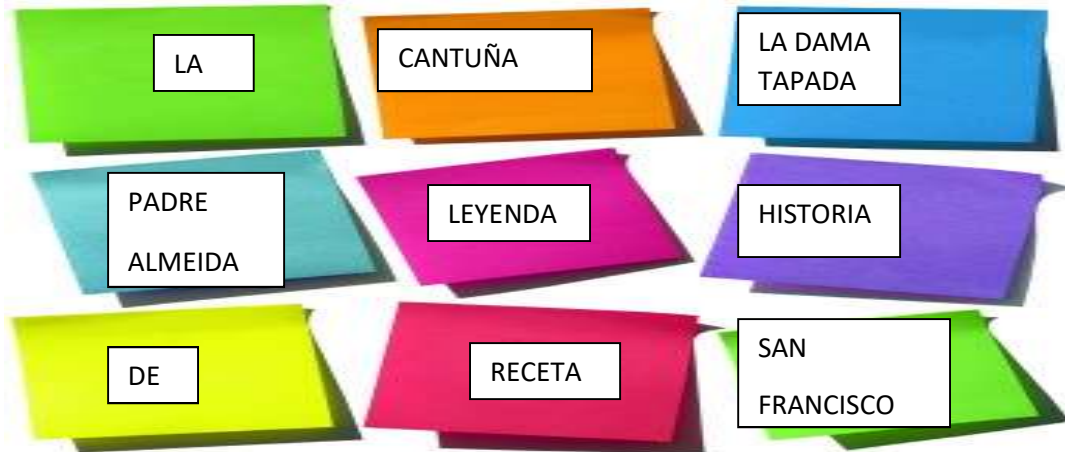 LA
CANTUÑA
LA DAMA
TAPADA
PADRE
ALMEIDA
LEYENDA
HISTORIA
DE
RECETA
SAN
FRANCISCO